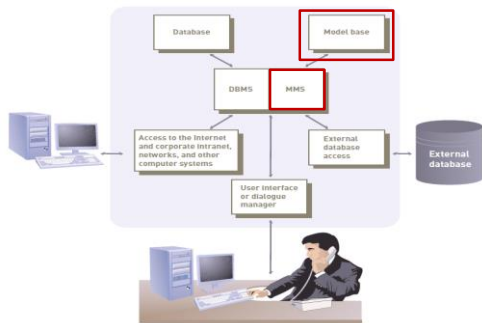 Database
Model base
DBMS
MMS
Access to the Internet
and corporate intranet,
networks, and other
computer systems
External
database
access
External
database
User interface
or dialogue
manager